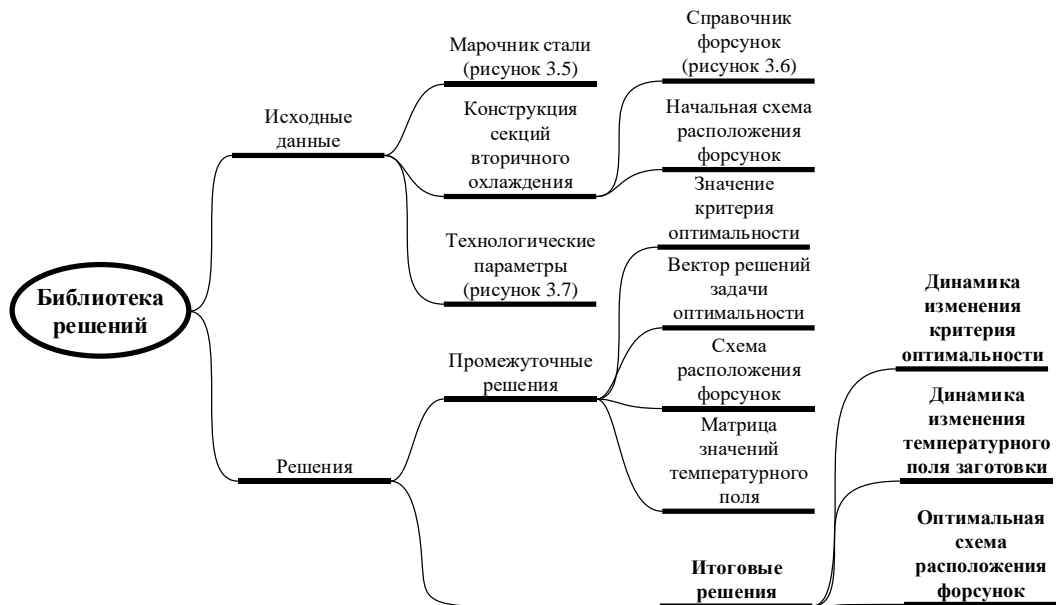 Библиотека
решений
Исходные
данные
Марочник стали
(рисунок 3.5)
Конструкция
секций
вторичного
охлаждения
Справочник
форсунок
(рисунок 3.6)
Начальная схема
расположения
форсунок
Технологические
параметры
(рисунок 3.7)
Решения
Промежуточные
решения
Значение
критерия
оптимальности
Вектор решений
задачи
оптимальности
Схема
расположения
форсунок
Матрица
значений
температурного
поля
Итоговые
решения
Динамика
изменения
критерия
оптимальности
Динамика
изменения
температурного
поля заготовки
Оптимальная
схема
расположения
форсунок